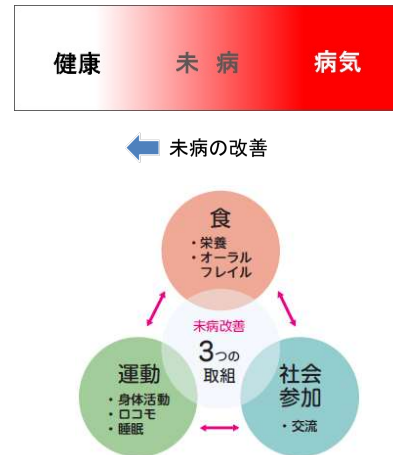 健康 未病 病気
未病の改善
食
・栄養
・オーラル
フレイル
未病改善
3つの
取組
運動
・身体活動
・ロコモ
・睡眠
社会
参加
・交流